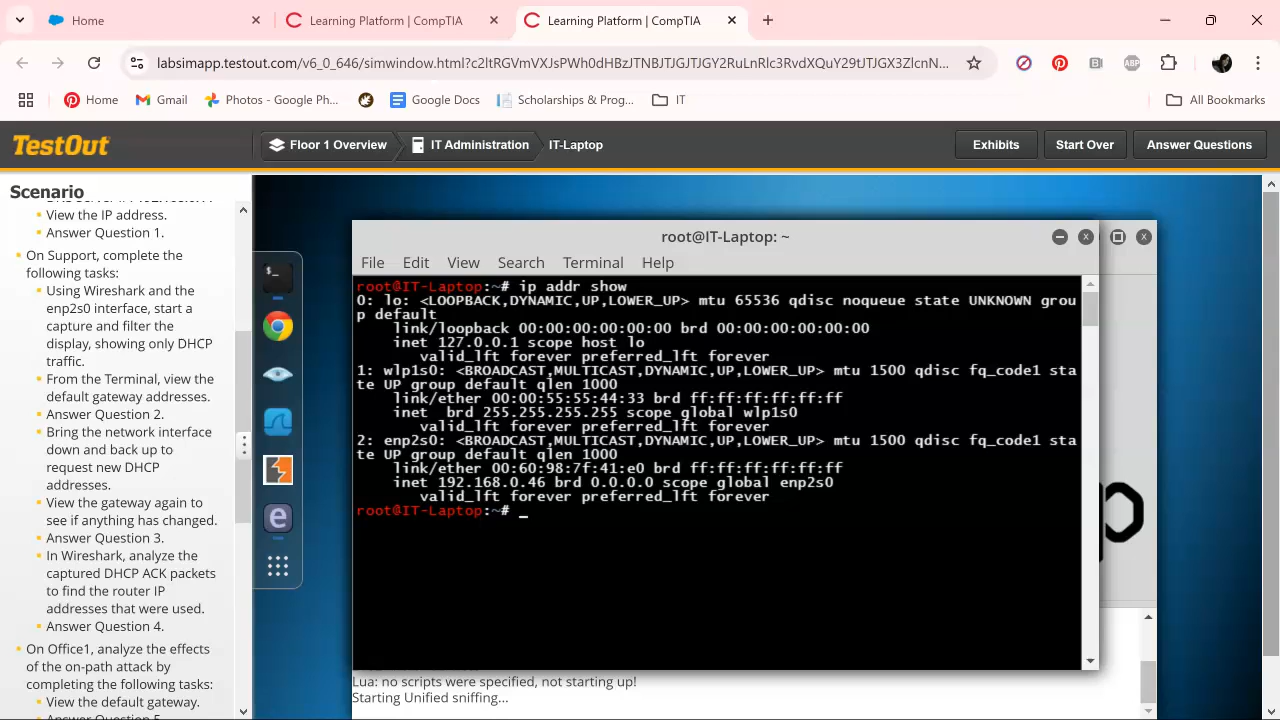 Home
Learning Platform | CompTIA
Learning Platform | CompTIA
labsimapp.testout.com/v6_0_646/simwindow.html?c2ltRGVmVXJsPWh0dHBzJTNBJTJGJTJGY2RuLnRlc3RvdXQuY29tJTJGX3ZlcnN...
ABP
Home
Gmail
Photos - Google Ph...
Google Docs
Scholarships & Prog...
IT
All Bookmarks
TestOut
Floor 1 Overview
IT Administration
IT-Laptop
Exhibits
Start Over
Answer Questions
Scenario
View the IP address.
Answer Question 1.
On Support, complete the
following tasks:
Using Wireshark and the
enp2s0 interface, start a
capture and filter the
display, showing only DHCP
traffic.
From the Terminal, view the
default gateway addresses.
Answer Question 2.
Bring the network interface
down and back up to
request new DHCP
addresses.
View the gateway again to
see if anything has changed.
Answer Question 3.
In Wireshark, analyze the
captured DHCP ACK packets
to find the router IP
addresses that were used.
Answer Question 4.
On Office1, analyze the effects
of the on-path attack by
completing the following tasks:
View the default gateway.
Answer Question 5.
root@IT-Laptop: ~
File Edit View Search Terminal Help
root@IT-Laptop:~# ip addr show
0: lo: <LOOPBACK,DYNAMIC,UP,LOWER_UP> mtu 65536 qdisc noqueue state UNKNOWN grou
p default
link/loopback 00:00:00:00:00:00 brd 00:00:00:00:00:00
inet 127.0.0.1 scope host lo
valid_lft forever preferred_lft forever
1: wlp1s0: <BROADCAST,MULTICAST,DYNAMIC,UP,LOWER_UP> mtu 1500 qdisc fq_code1 sta
te UP group default qlen 1000
link/ether 00:00:55:55:44:33 brd ff:ff:ff:ff:ff:ff
inet  brd 255.255.255.255 scope global wlp1s0
valid_lft forever preferred_lft forever
2: enp2s0: <BROADCAST,MULTICAST,DYNAMIC,UP,LOWER_UP> mtu 1500 qdisc fq_code1 sta
te UP group default qlen 1000
link/ether 00:60:98:7f:41:e0 brd ff:ff:ff:ff:ff:ff
inet 192.168.0.46 brd 0.0.0.0 scope global enp2s0
valid_lft forever preferred_lft forever
root@IT-Laptop:~# _
Lua: no scripts were specified, not starting up!
Starting Unified sniffing...